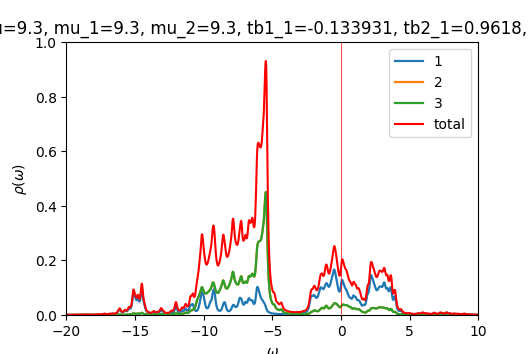 =9.3, mu_1=9.3, mu_2=9.3, tb1_1=-0.133931, tb2_1=0.9618,
1.0
0.8
0.6
0.4
0.2
0.0
ρ(ω)
1
2
3
total
−20 −15 −10 −5 0 5 10
ω